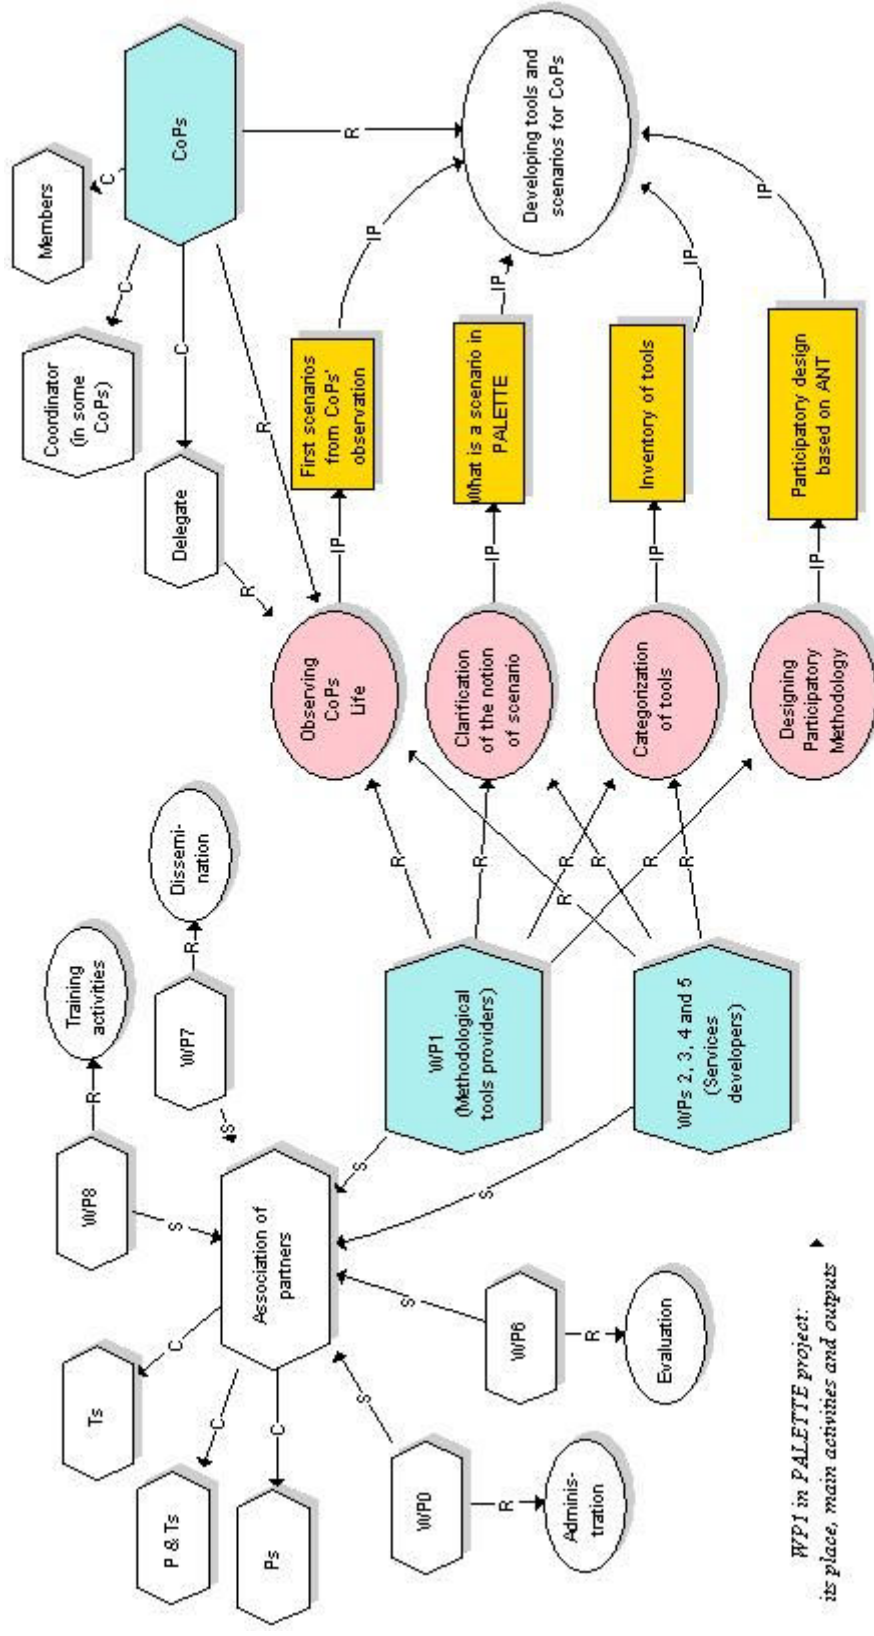 Members
Coordinator
(in some
CoPs)
CoPs
Delegate
Training
activities
Dissemi-
nation
WP8
WP7
Ts
P & Ts
Ps
Association of
partners
WP0
WP6
Adminis-
tration
Evaluation
WP1
(Methodological
tools providers)
WPs 2, 3, 4 and 5
(Services
developers)
Observing
CoPs
Life
Clarification
of the notion
of scenario
Categorization
of tools
Designing
Participatory
Methodology
First scenarios
from CoPs'
observation
What is a scenario in
PALETTE
Inventory of tools
Participatory design
based on ANT
Developing tools and
scenarios for CoPs
C
C
C
R
R
R
R
R
S
S
C
C
C
S
S
S
S
R
R
R
R
R
R
R
R
R
IP
IP
IP
IP
IP
IP
IP
IP
WP1 in PALETTE project:
its place, main activities and outputs